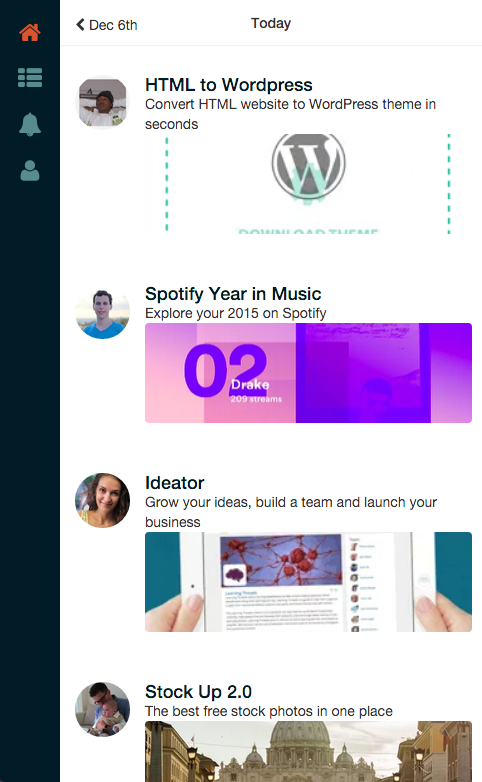 Dec 6th
Today
HTML to Wordpress
Convert HTML website to WordPress theme in
seconds
W
DOWNLOAD THEME
Spotify Year in Music
Explore your 2015 on Spotify
02
Drake
209 streams
Ideator
Grow your ideas, build a team and launch your
business
Learning Threads
Stock Up 2.0
The best free stock photos in one place